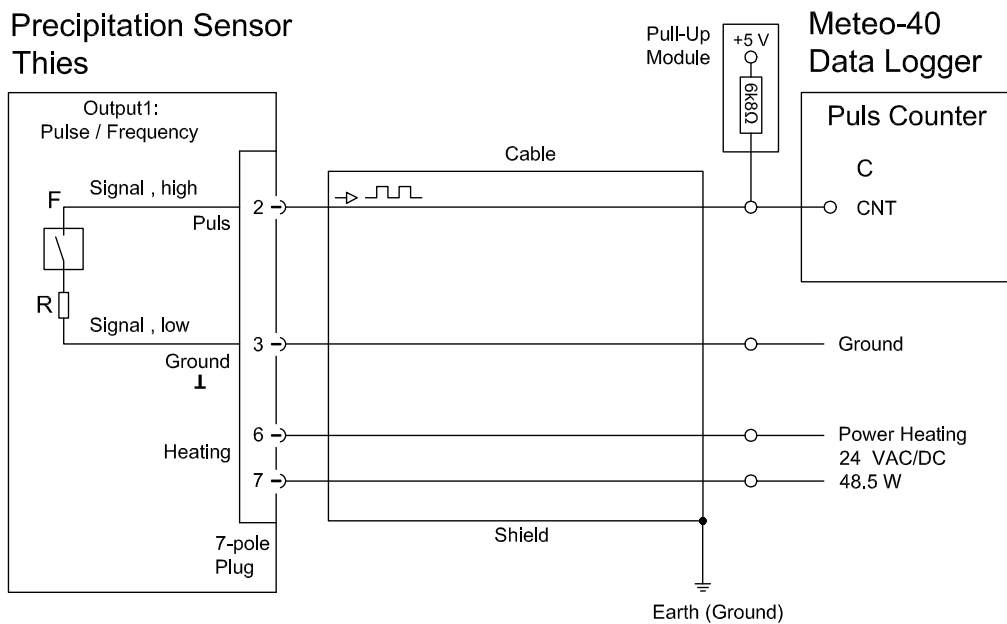 Precipitation Sensor
Thies
Output1:
Pulse / Frequency
F
Signal , high
Puls
2
R
Signal , low
Ground
3
Heating
6
7
7-pole
Plug
Cable
Shield
Earth (Ground)
Pull-Up
Module
+5 V
6k8Ω
Meteo-40
Data Logger
Puls Counter
C
CNT
Ground
Power Heating
24 VAC/DC
48.5 W